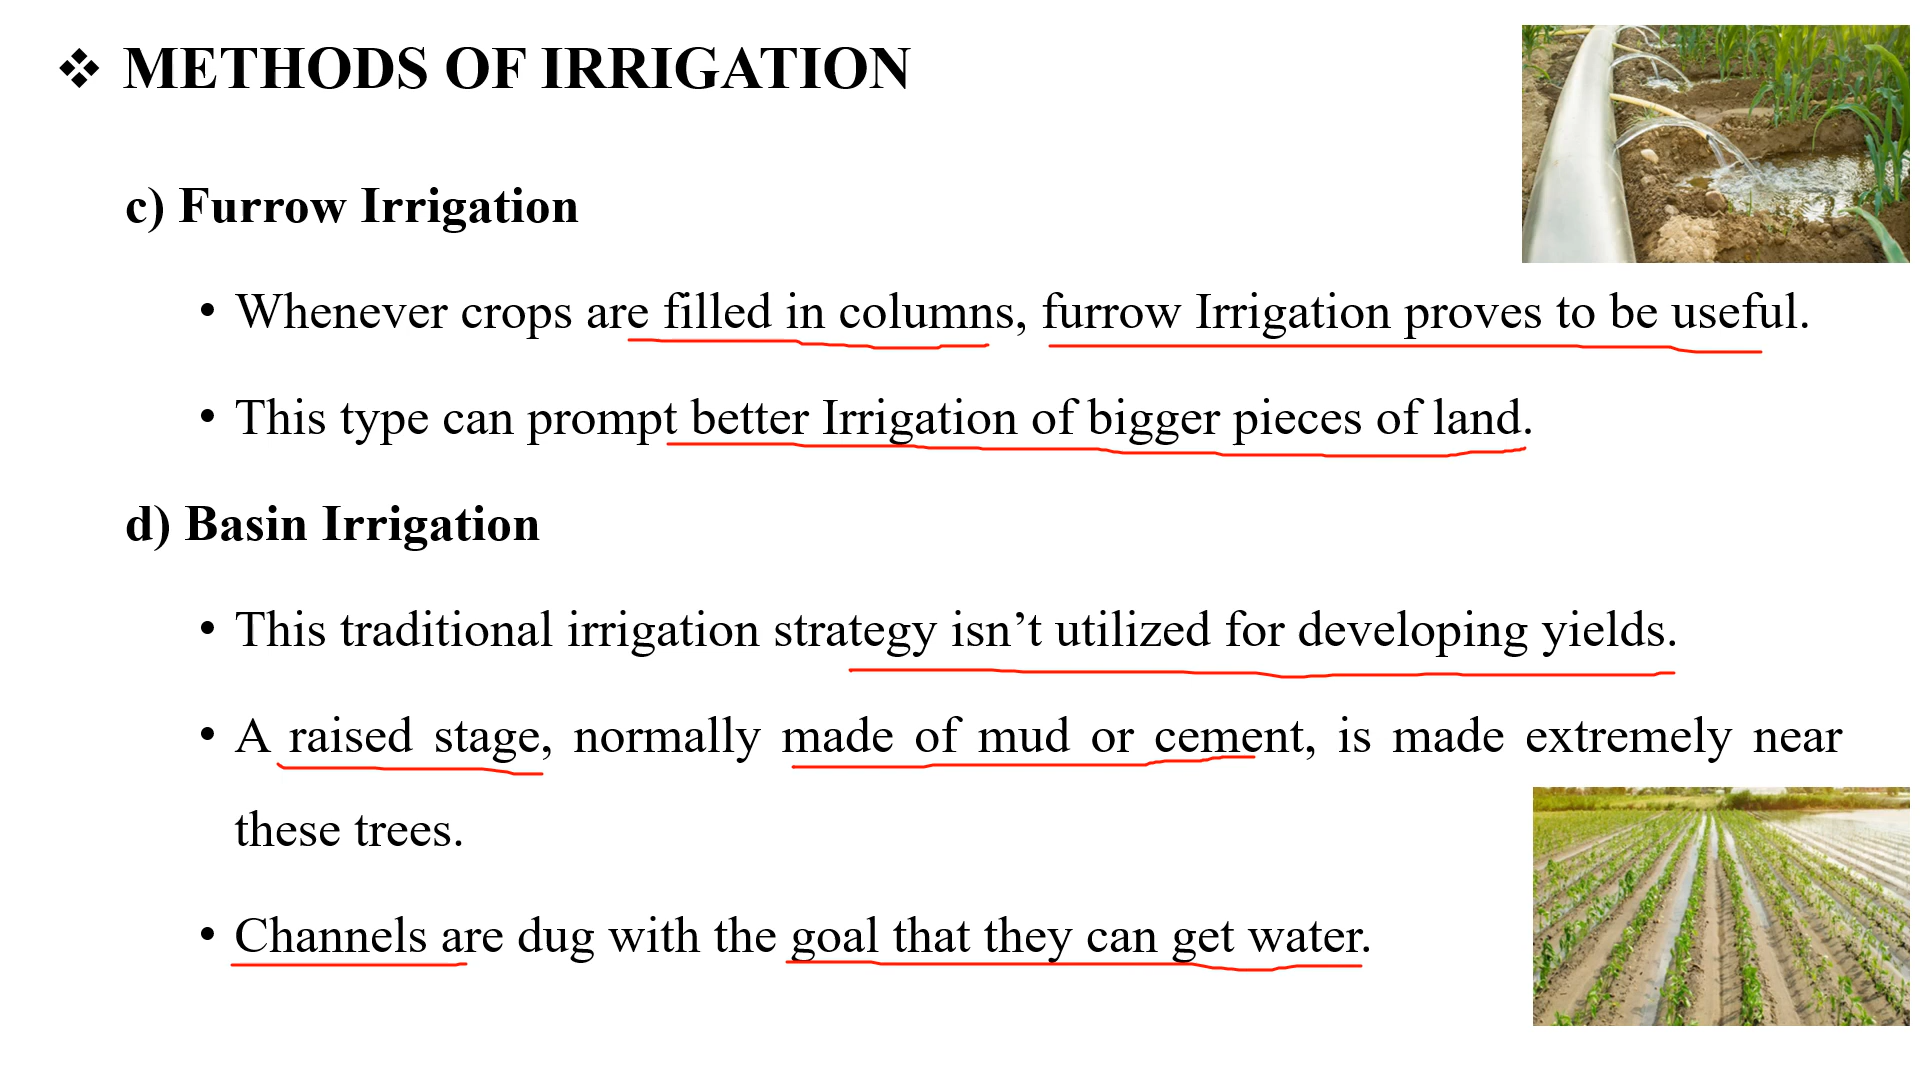 ❖ METHODS OF IRRIGATION
c) Furrow Irrigation
• Whenever crops are filled in columns, furrow Irrigation proves to be useful.
• This type can prompt better Irrigation of bigger pieces of land.
d) Basin Irrigation
• This traditional irrigation strategy isn’t utilized for developing yields.
• A raised stage, normally made of mud or cement, is made extremely near
these trees.
• Channels are dug with the goal that they can get water.